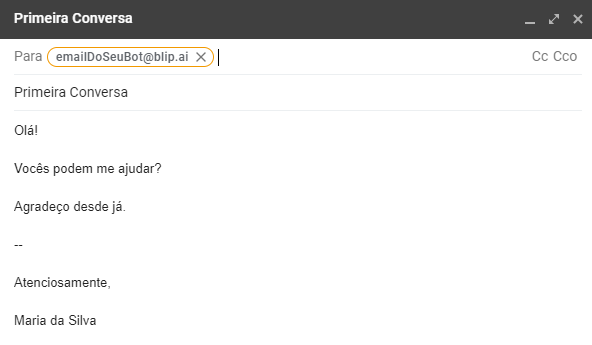 Primeira Conversa
Para emailDoSeuBot@blip.ai Cc Cco
Primeira Conversa
Olá!
Vocês podem me ajudar?
Agradeço desde já.
--
Atenciosamente,
Maria da Silva